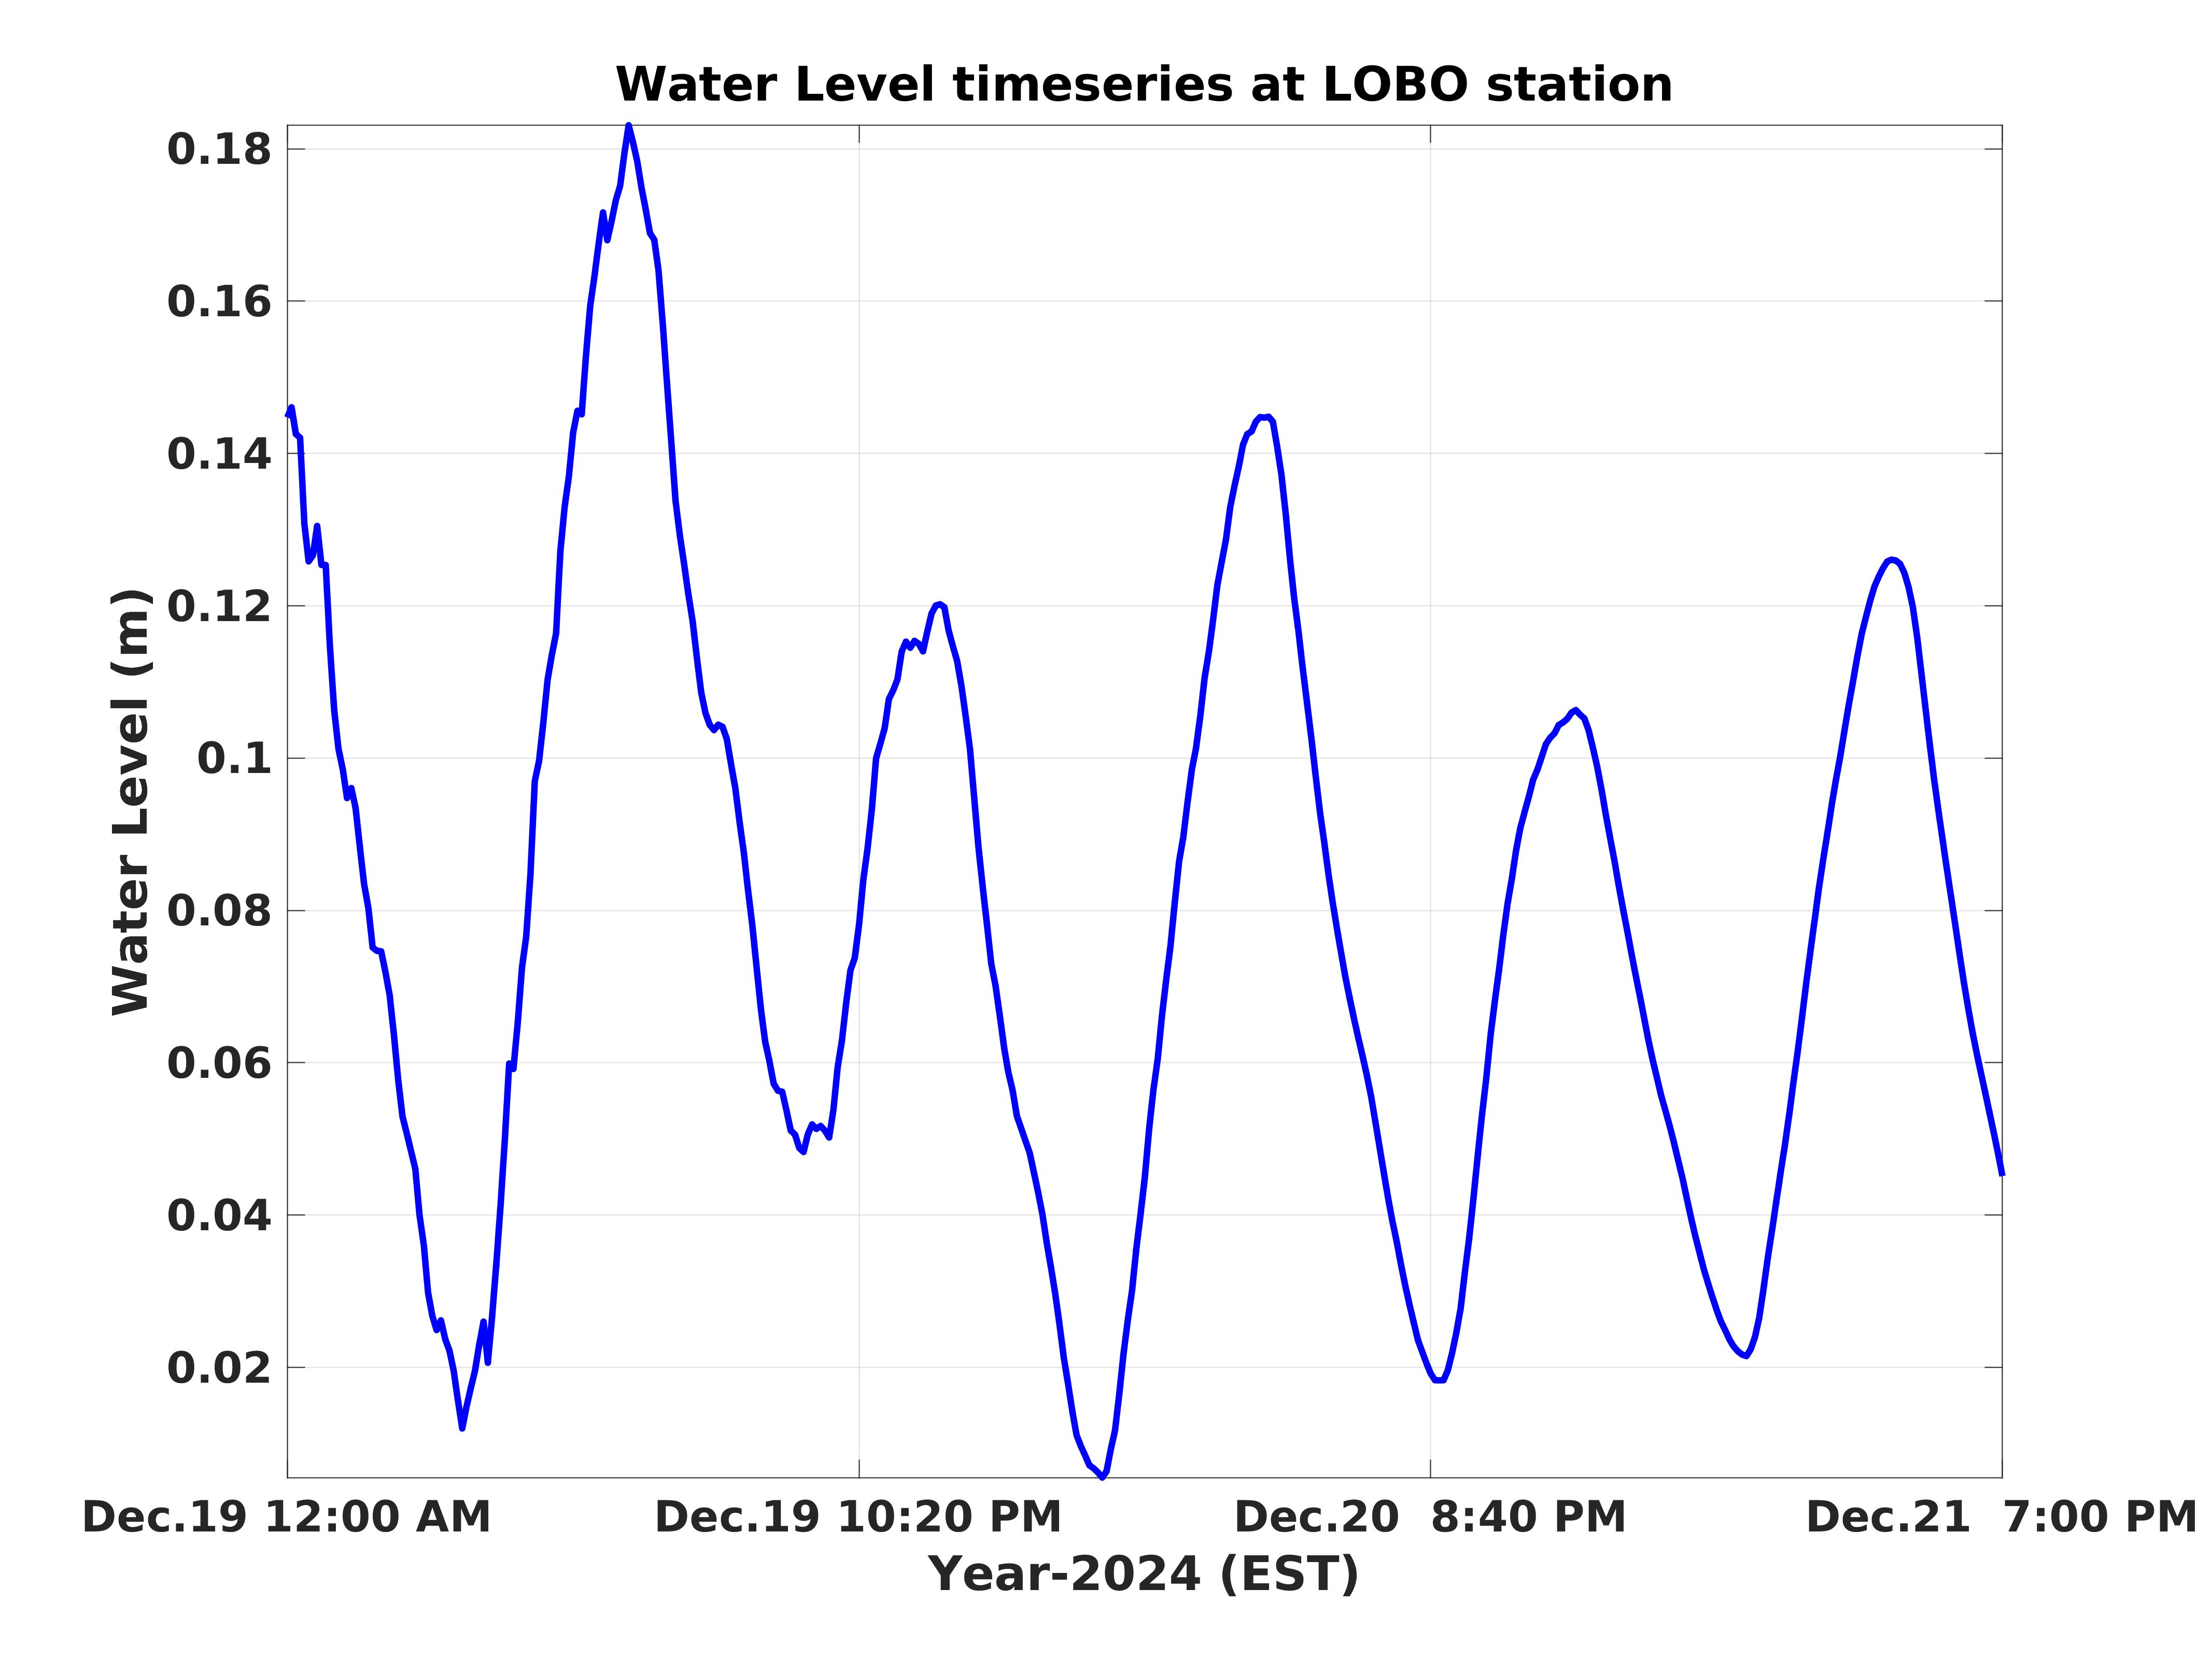 Water Level timeseries at LOBO station
0.18
0.16
0.14
0.12
0.1
0.08
0.06
0.04
0.02
Water Level (m)
Dec.19 12:00 AM Dec.19 10:20 PM Dec.20 8:40 PM Dec.21 7:00 PM
Year-2024 (EST)